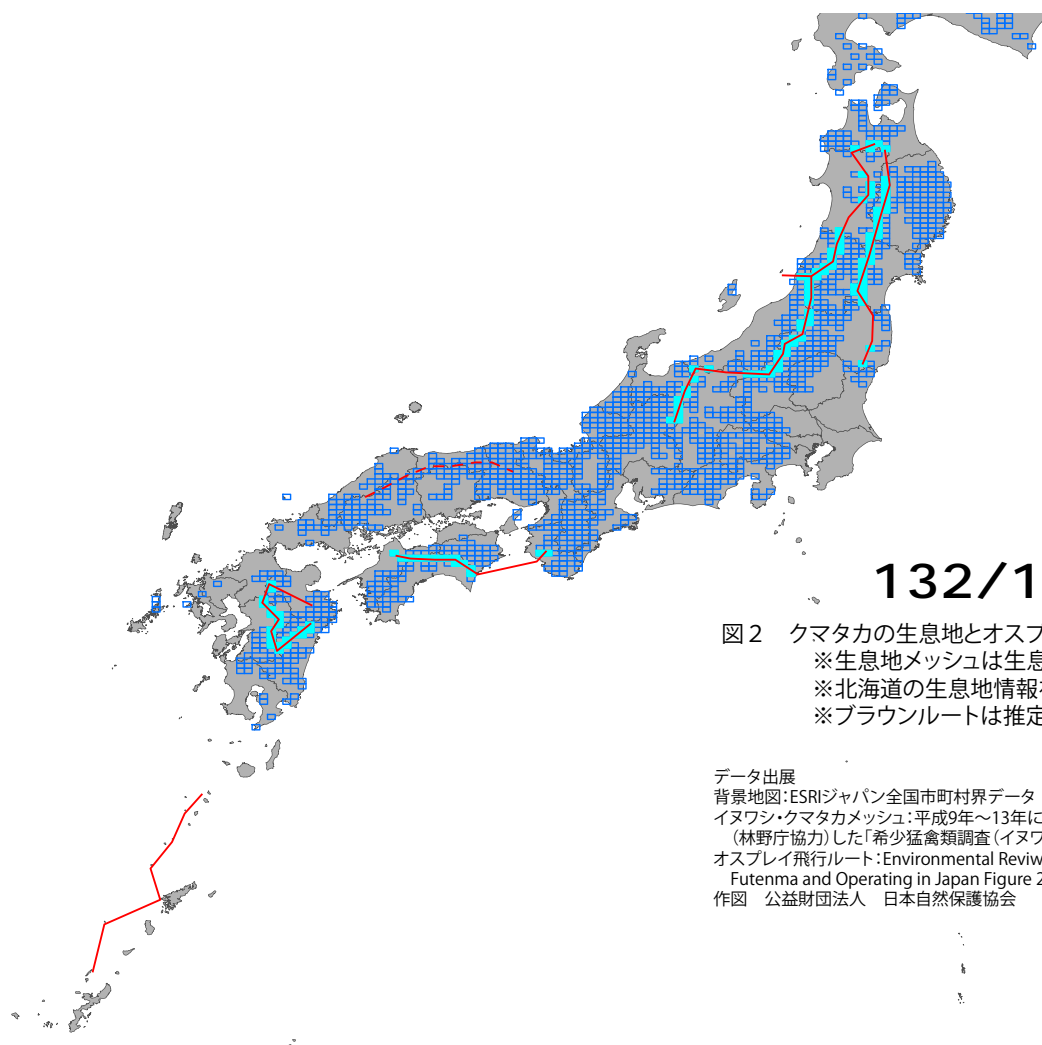 132/1
図2 クマタカの生息地とオスプ
※生息地メッシュは生息
※北海道の生息地情報
※ブラウンルートは推定
データ出展
背景地図:ESRIジャパン全国市町村界データ
イヌワシ・クマタカメッシュ:平成9年～13年に
(林野庁協力)した「希少猛禽類調査(イヌワ
オスプレイ飛行ルート:Environmental Reviw
Futenma and Operating in Japan Figure 2
作図 公益財団法人 日本自然保護協会